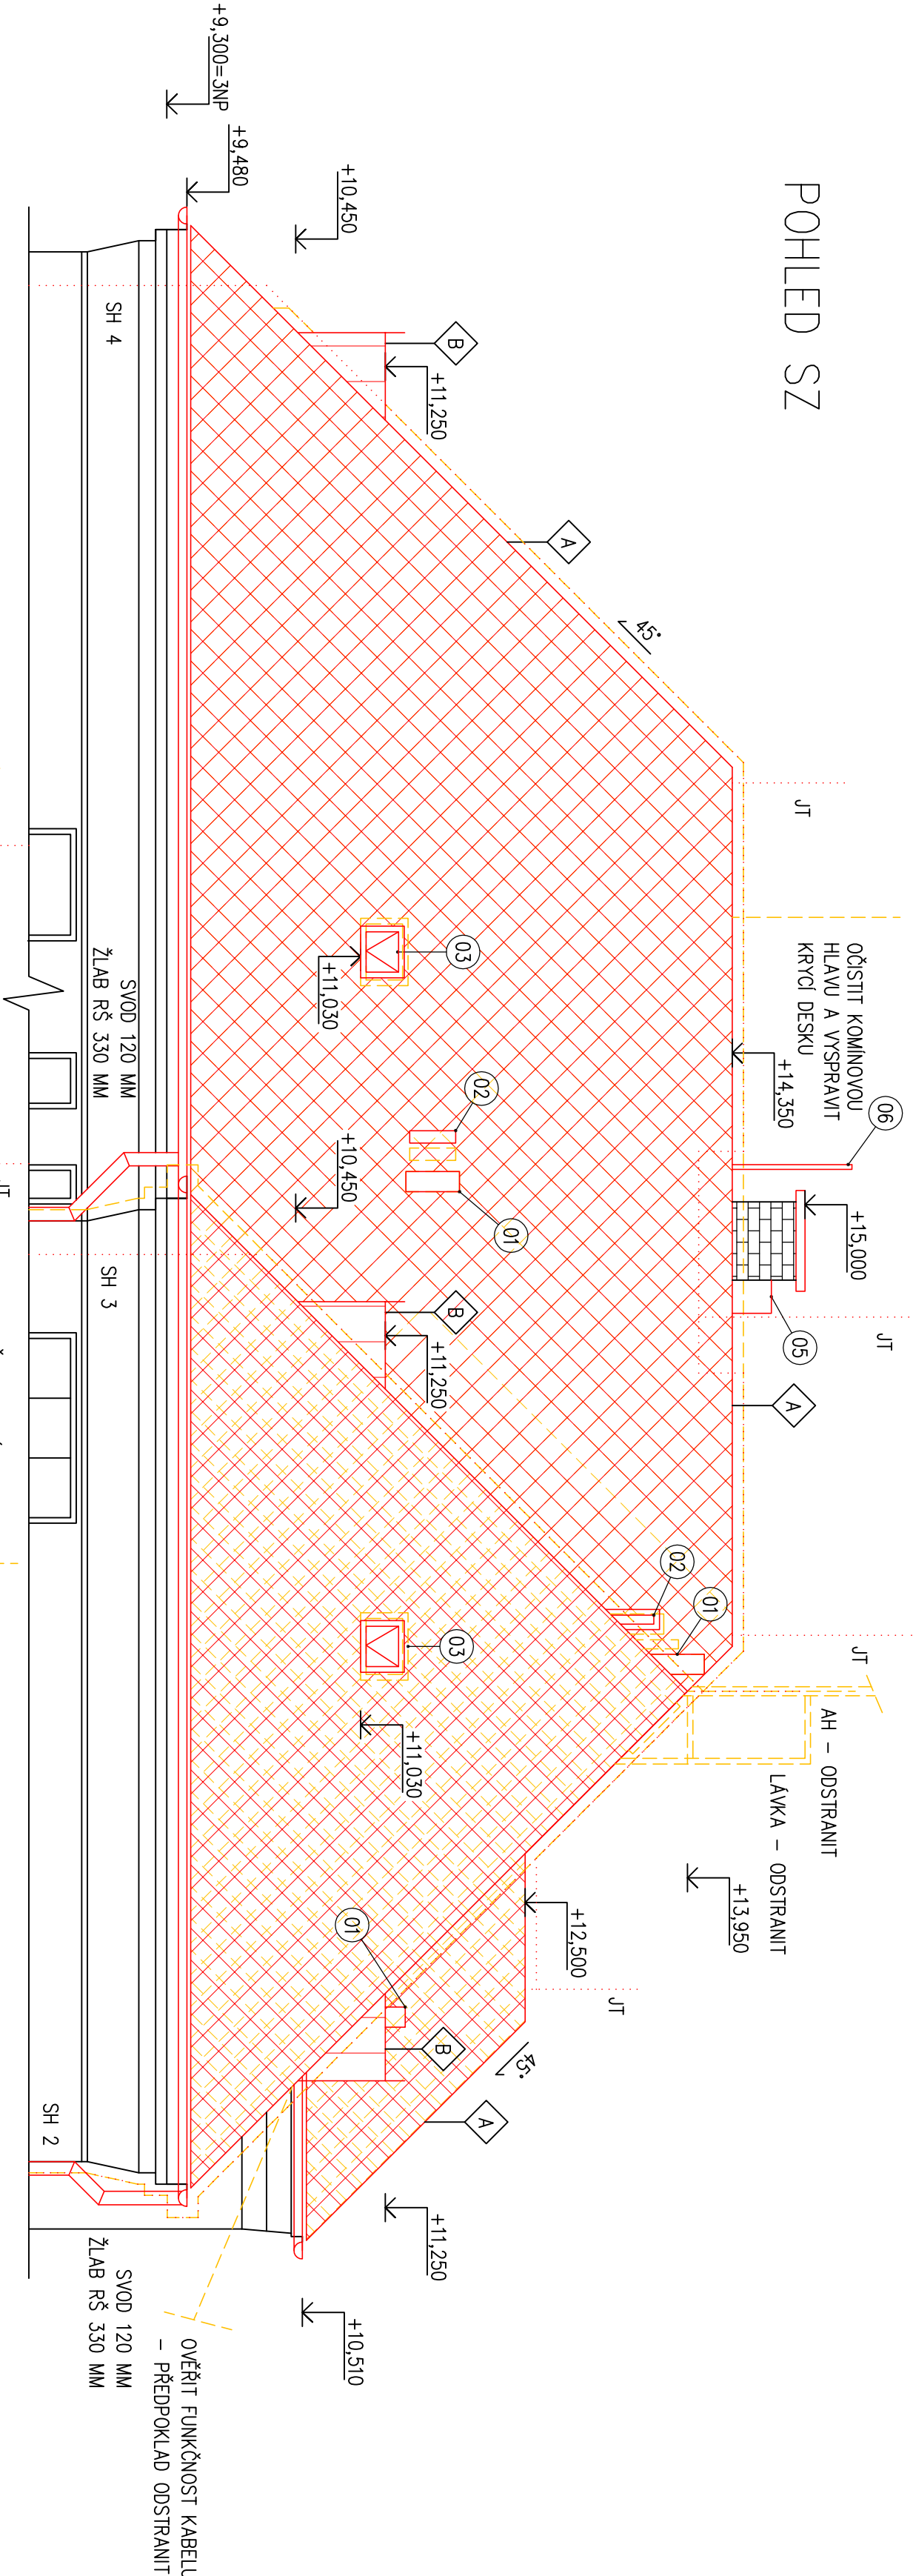 POHLED SZ
+9,300=3NP
+9,480
+10,450
+11,250
B
A
45°
JT
OČISTIT KOMÍNOVOU
HLAVU A VYSPRAVIT
KRYCÍ DESKU
06
+14,350
+15,000
05
JT
A
JT
AH – ODSTRANIT
LÁVKA – ODSTRANIT
+13,950
03
+11,030
02
01
+10,450
B
+11,250
02
01
03
+11,030
01
+12,500
JT
45°
B
A
+11,250
+10,510
SH 4
SVOD 120 MM
ŽLAB RŠ 330 MM
JT
SH 3
SH 2
SVOD 120 MM
ŽLAB RŠ 330 MM
OVĚŘIT FUNKČNOST KABELU
– PŘEDPOKLAD ODSTRANIT